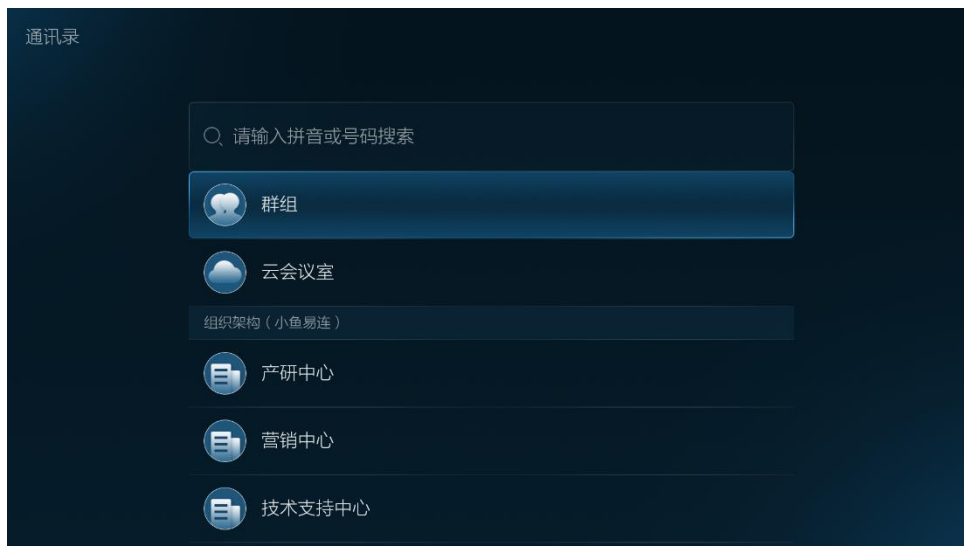 通讯录
请输入拼音或号码搜索
群组
云会议室
组织架构（小鱼易连）
产研中心
营销中心
技术支持中心